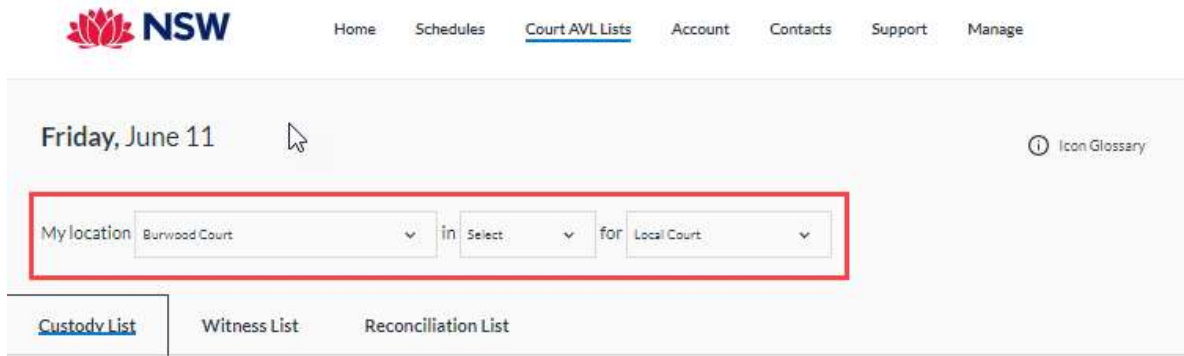 NSW Home Schedules Court AVL Lists Account Contacts Support Manage
Friday, June 11
Icon Glossary
My location Burwood Court in Select for Local Court
Custody List Witness List Reconciliation List